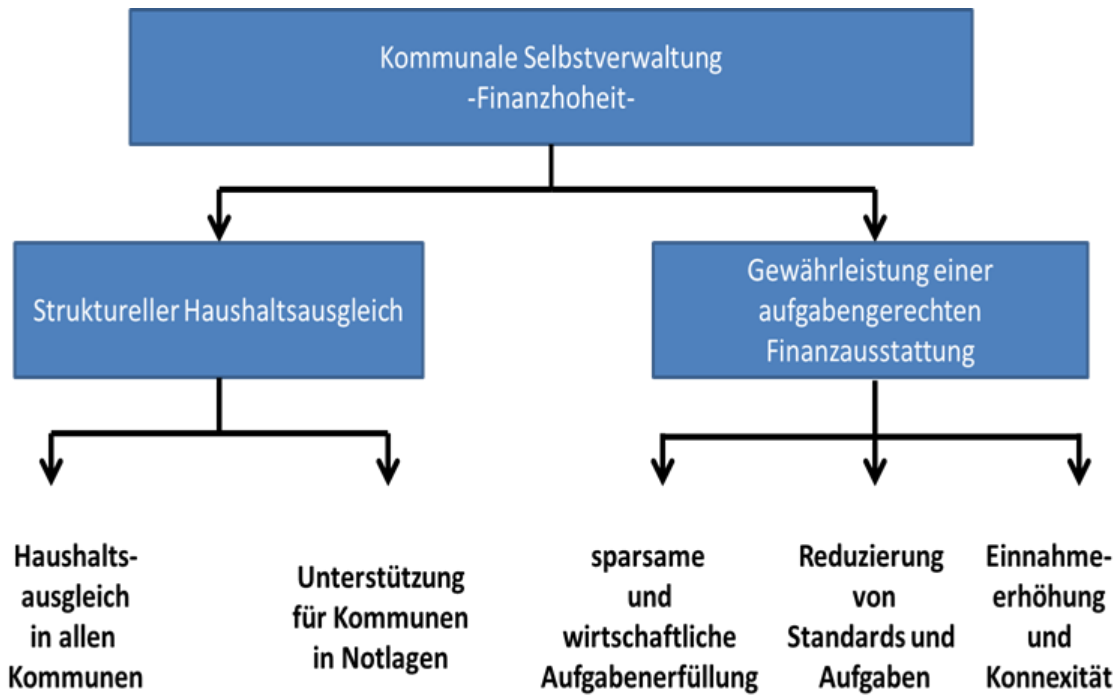 Kommunale Selbstverwaltung
-Finanzhoheit-
Struktureller Haushaltsausgleich
Gewährleistung einer
aufgabengerechten
Finanzausstattung
Haushalts-
ausgleich
in allen
Kommunen
Unterstützung
für Kommunen
in Notlagen
sparsame
und
wirtschaftliche
Aufgabenerfüllung
Reduzierung
von
Standards und
Aufgaben
Einnahme-
erhöhung
und
Konnexität